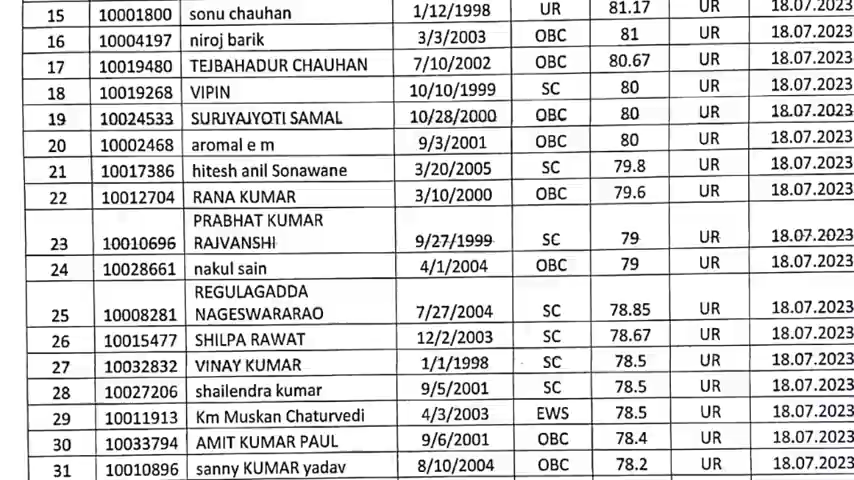 15 10001800 sonu chauhan 1/12/1998 UR 81.17 UR 18.07.2023
16 10004197 niroj barik 3/3/2003 OBC 81 UR 18.07.2023
17 10019480 TEJBAHADUR CHAUHAN 7/10/2002 OBC 80.67 UR 18.07.2023
18 10019268 VIPIN 10/10/1999 SC 80 UR 18.07.2023
19 10024533 SURJYAJYOTI SAMAL 10/28/2000 OBC 80 UR 18.07.2023
20 10002468 aromal e m 9/3/2001 OBC 80 UR 18.07.2023
21 10017386 hitesh anil Sonawane 3/20/2005 SC 79.8 UR 18.07.2023
22 10012704 RANA KUMAR 3/10/2000 OBC 79.6 UR 18.07.2023
PRABHAT KUMAR
23 10010696 RAJVANSHI 9/27/1999 SC 79 UR 18.07.2023
24 10028661 nakul sain 4/1/2004 OBC 79 UR 18.07.2023
REGULAGADDA
25 10008281 NAGESWARARAO 7/27/2004 SC 78.85 UR 18.07.2023
26 10015477 SHILPA RAWAT 12/2/2003 SC 78.67 UR 18.07.2023
27 10032832 VINAY KUMAR 1/1/1998 SC 78.5 UR 18.07.2023
28 10027206 shailendra kumar 9/5/2001 SC 78.5 UR 18.07.2023
29 10011913 Km Muskan Chaturvedi 4/3/2003 EWS 78.5 UR 18.07.2023
30 10033794 AMIT KUMAR PAUL 9/6/2001 OBC 78.4 UR 18.07.2023
31 10010896 sanny KUMAR yadav 8/10/2004 OBC 78.2 UR 18.07.2023